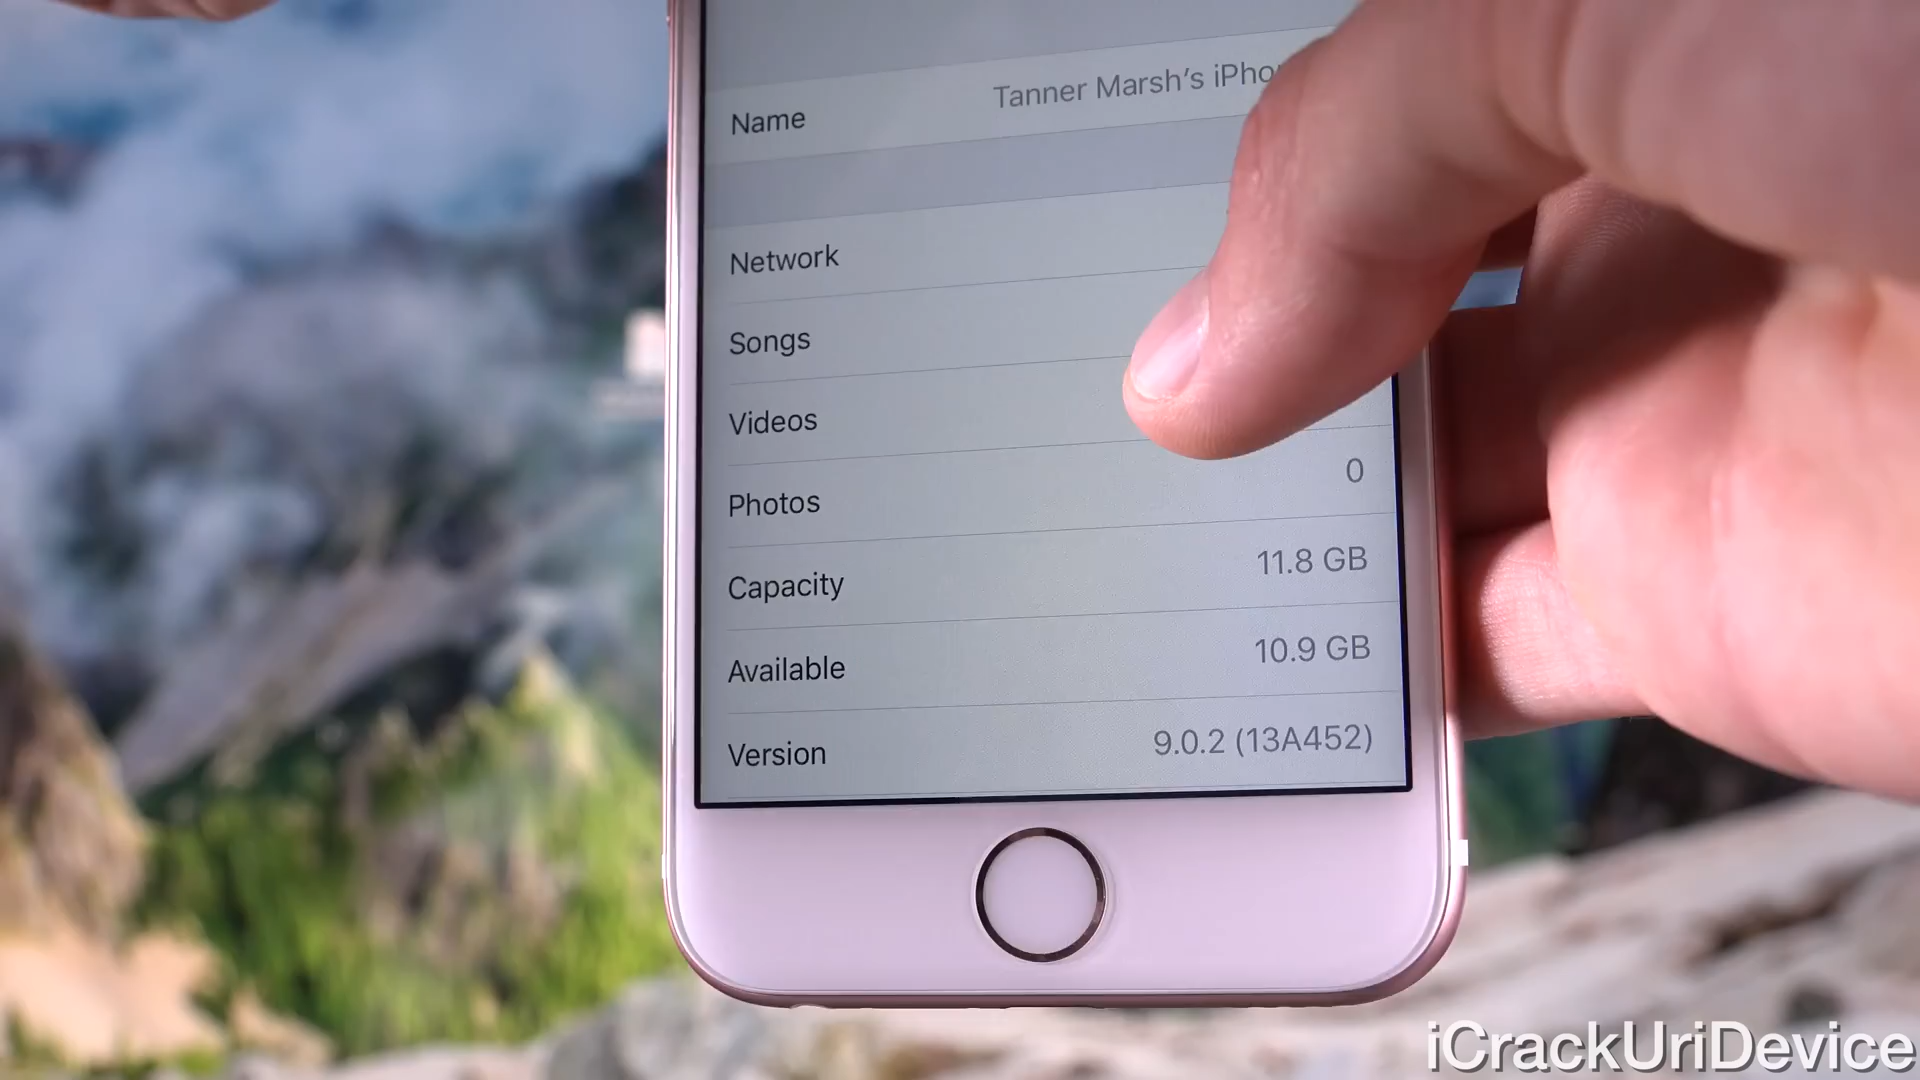 Name Tanner Marsh's
Network
Songs
Videos
Photos 0
Capacity 11.8 GB
Available 10.9 GB
Version 9.0.2 (13A452)
iCrackUriDevice